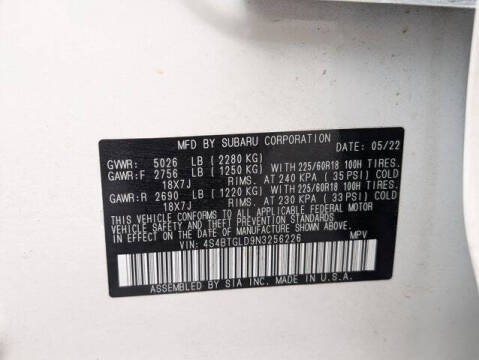 MFD BY SUBARU CORPORATION DATE: 05/22
GVWR: 5026 LB (2280 KG)
GAWR:F 2756 LB (1250 KG) WITH 225/60R18 100H TIRES.
18X7J RIMS. AT 240 KPA (35 PSI) COLD
GAWR:R 2690 LB (1220 KG) WITH 225/60R18 100H TIRES.
18X7J RIMS. AT 230 KPA (33 PSI) COLD
THIS VEHICLE CONFORMS TO ALL APPLICABLE FEDERAL MOTOR
VEHICLE SAFETY AND THEFT PREVENTION STANDARDS IN
EFFECT ON THE DATE OF MANUFACTURE SHOWN ABOVE.
VIN: 4S4BTGLD9N3256226 MPV
ASSEMBLED BY SIA INC. MADE IN U.S.A.